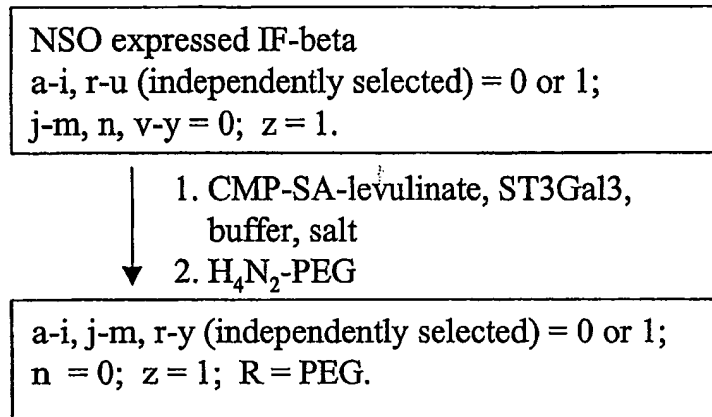 NSO expressed IF-beta
a-i, r-u (independently selected) = 0 or 1;
j-m, n, v-y = 0; z = 1.
1. CMP-SA-levulinate, ST3Gal3,
buffer, salt
2. H₄N₂-PEG
a-i, j-m, r-y (independently selected) = 0 or 1;
n = 0; z = 1; R = PEG.